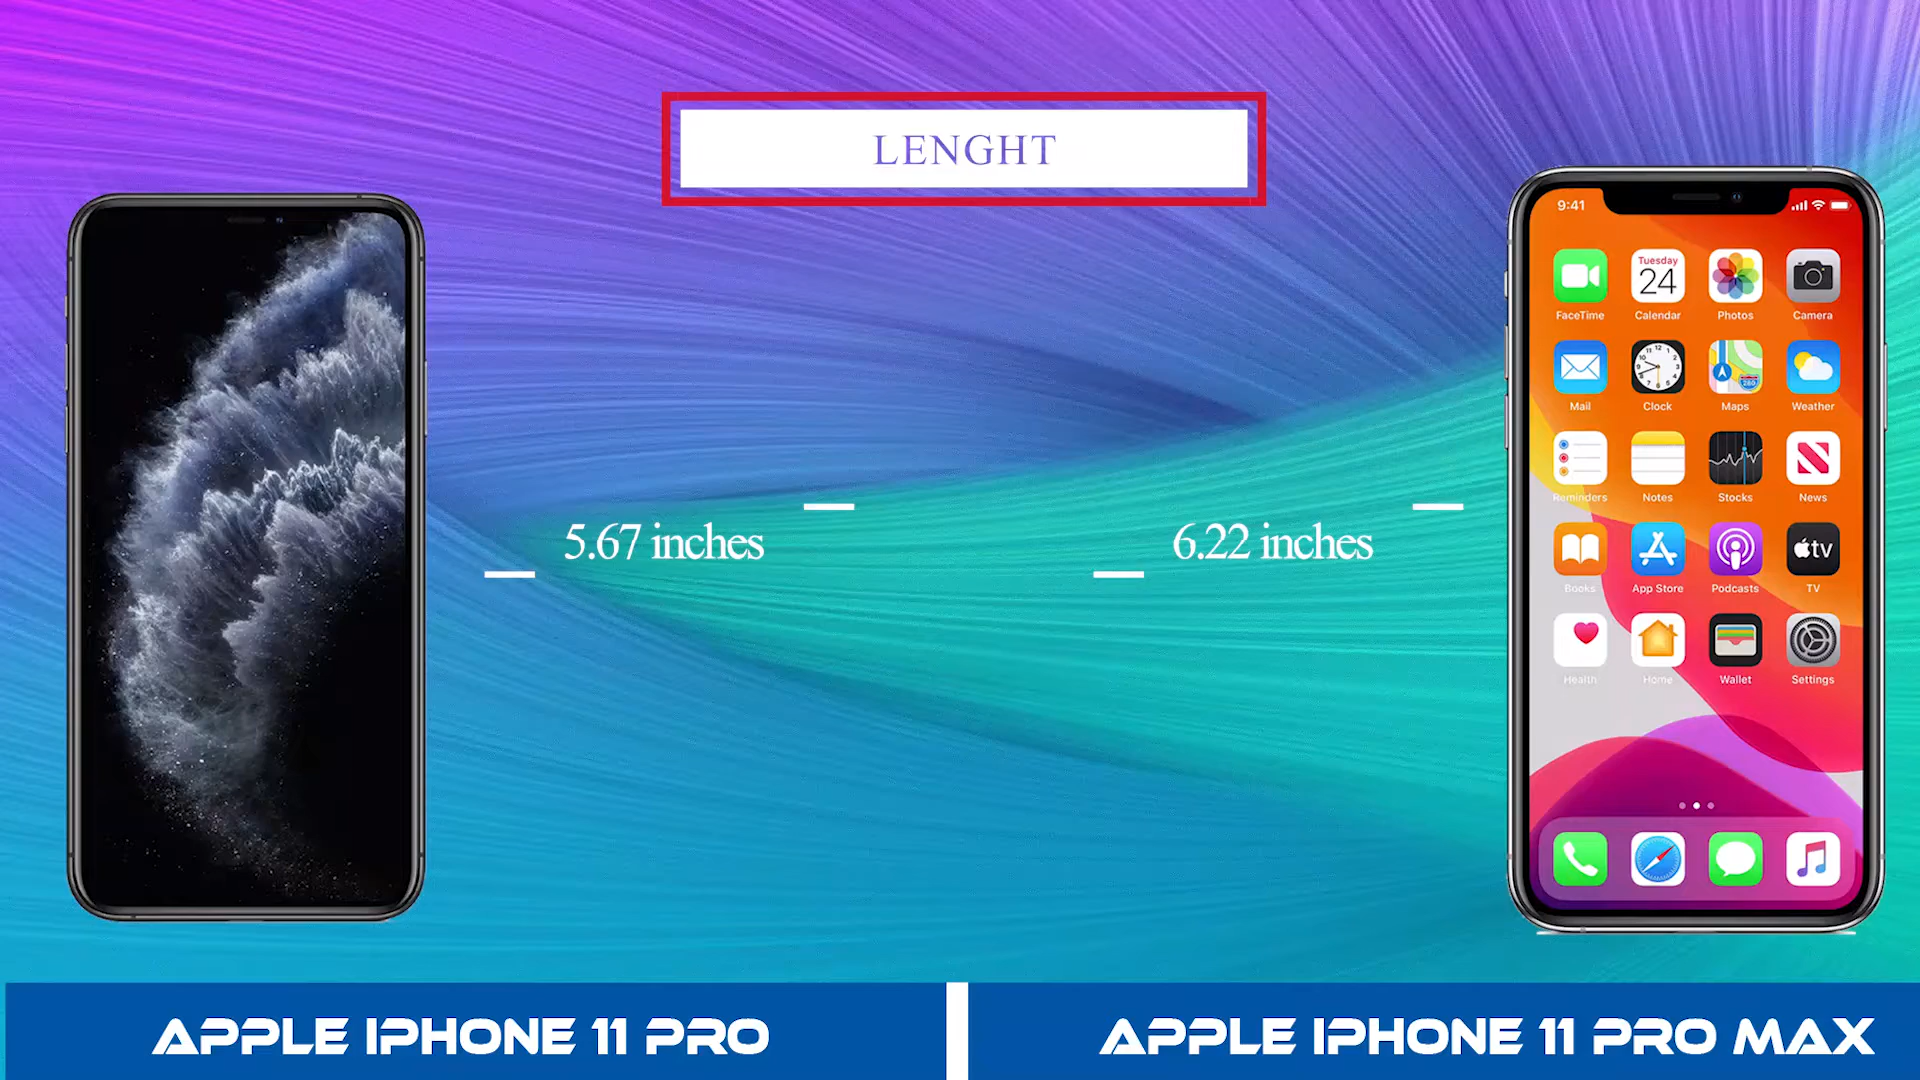 LENGHT
5.67 inches
6.22 inches
9:41
Tuesday
24
FaceTime Calendar Photos Camera
280
Mail Clock Maps Weather
Reminders Notes Stocks News
tv
Books App Store Podcasts TV
Health Home Wallet Settings
APPLE IPHONE 11 PRO
APPLE IPHONE 11 PRO MAX